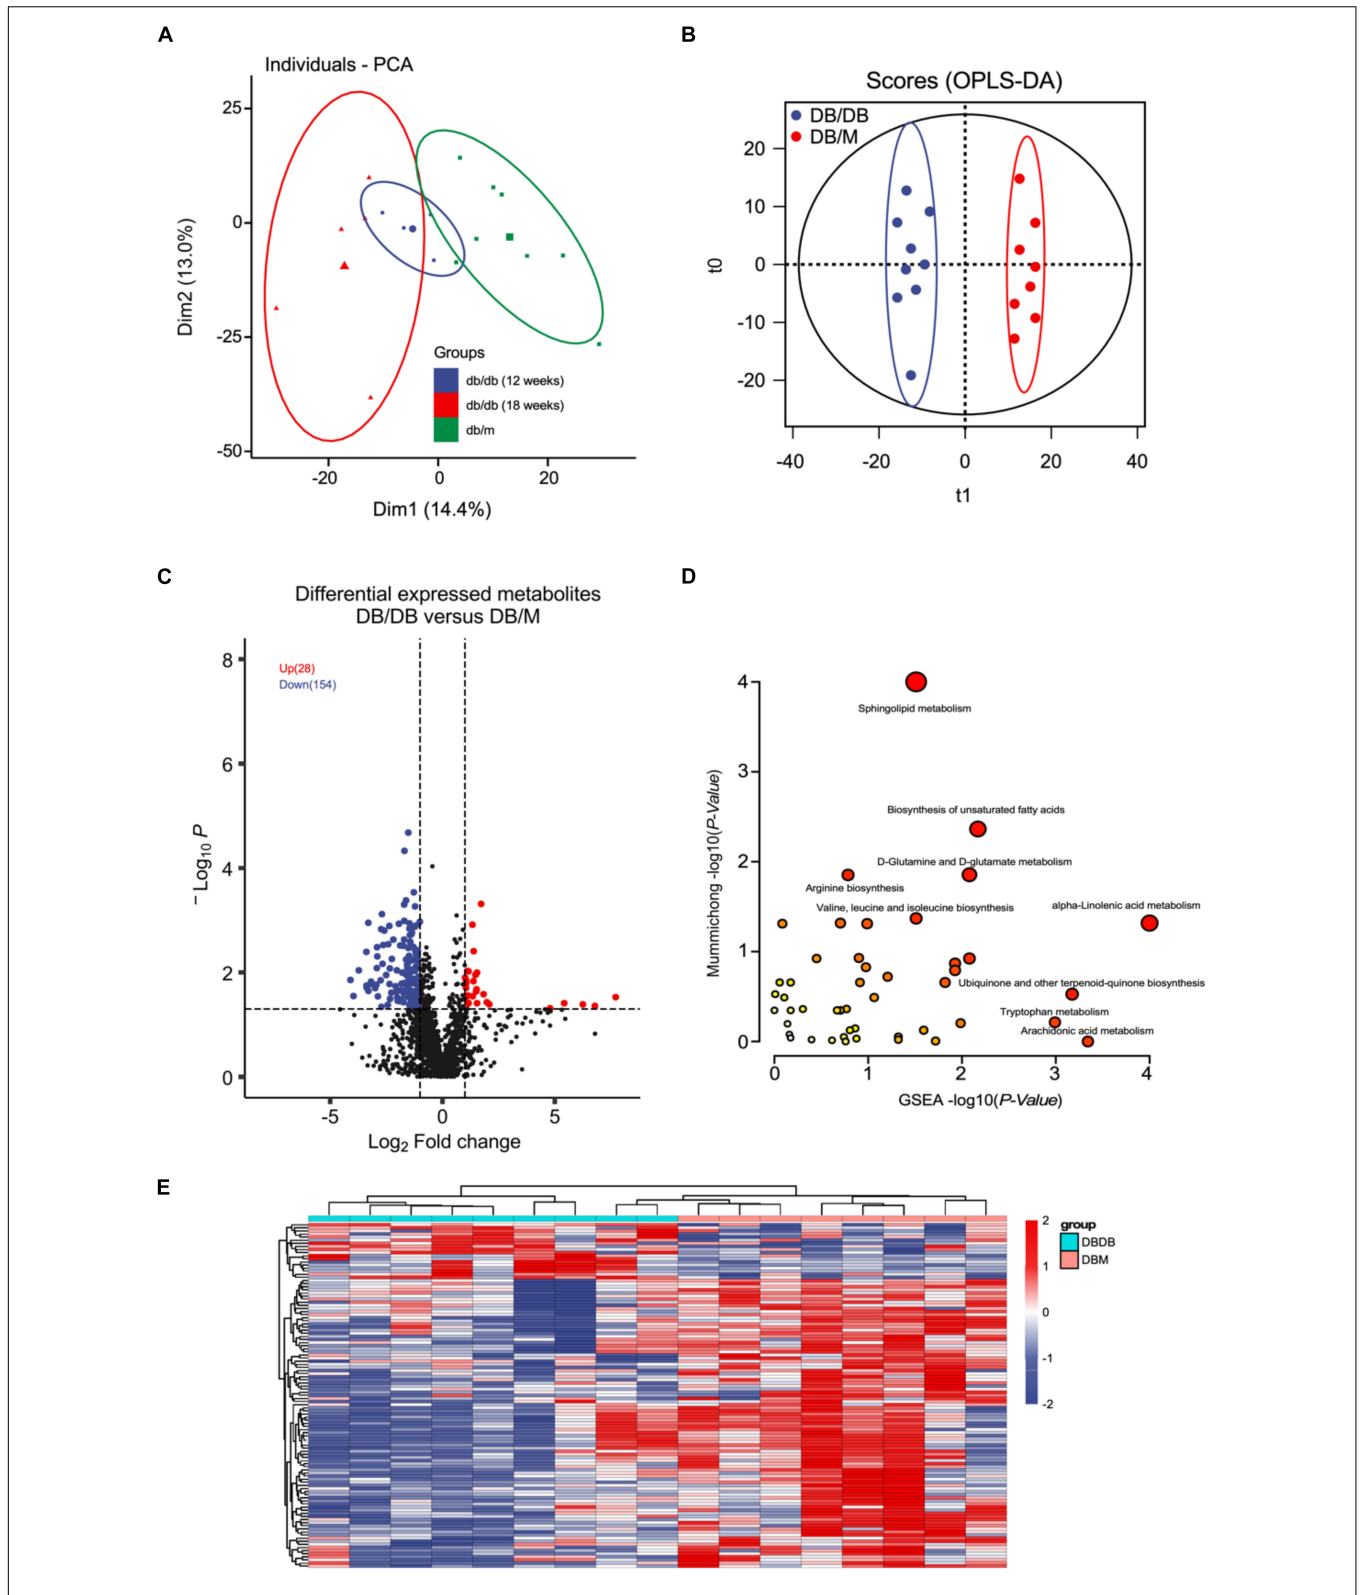 A
Individuals - PCA
25
0
-25
-50
Dim2 (13.0%)
-20
0
20
Dim1 (14.4%)
Groups
db/db (12 weeks)
db/db (18 weeks)
db/m
B
Scores (OPLS-DA)
DB/DB
DB/M
20
10
0
-10
-20
t0
-40
-20
0
20
40
t1
C
Differential expressed metabolites
DB/DB versus DB/M
Up(28)
Down(154)
8
6
4
2
0
− Log10 P
-5
0
5
Log2 Fold change
D
4
3
2
1
0
Mummichong -log10(P-Value)
Sphingolipid metabolism
Biosynthesis of unsaturated fatty acids
D-Glutamine and D-glutamate metabolism
Arginine biosynthesis
Valine, leucine and isoleucine biosynthesis
alpha-Linolenic acid metabolism
Ubiquinone and other terpenoid-quinone biosynthesis
Tryptophan metabolism
Arachidonic acid metabolism
0
1
2
3
4
GSEA -log10(P-Value)
E
2
1
0
-1
-2
group
DBDB
DBM